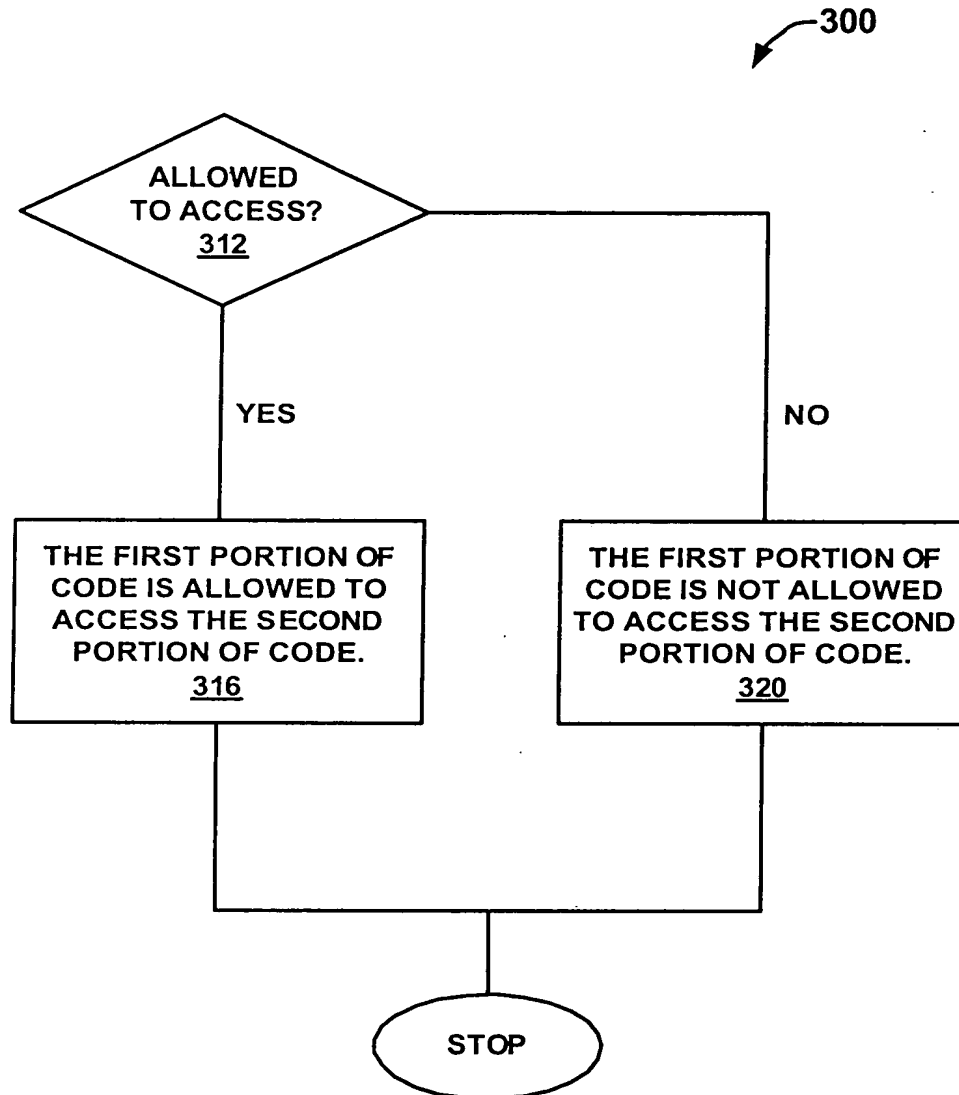 300
ALLOWED
TO ACCESS?
312
YES
NO
THE FIRST PORTION OF
CODE IS ALLOWED TO
ACCESS THE SECOND
PORTION OF CODE.
316
THE FIRST PORTION OF
CODE IS NOT ALLOWED
TO ACCESS THE SECOND
PORTION OF CODE.
320
STOP